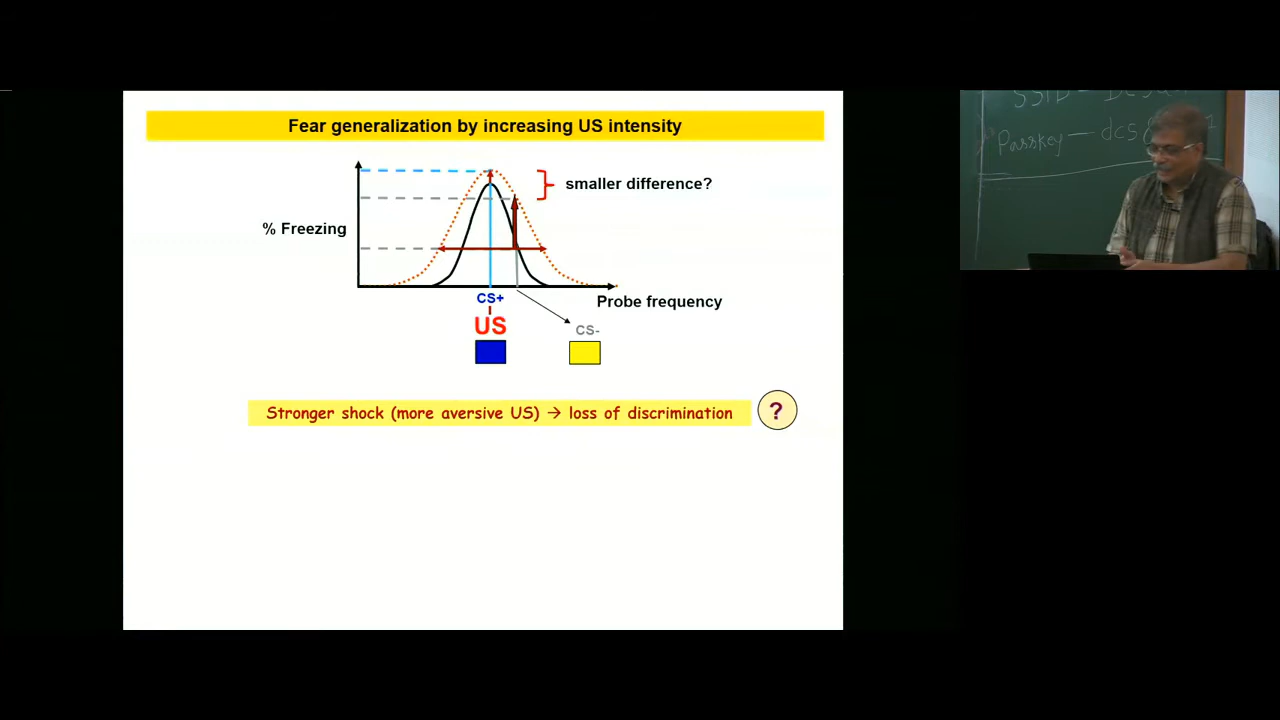 Fear generalization by increasing US intensity
smaller difference?
% Freezing
CS+
Probe frequency
US
CS-
Stronger shock (more aversive US) → loss of discrimination
?
Passkey —